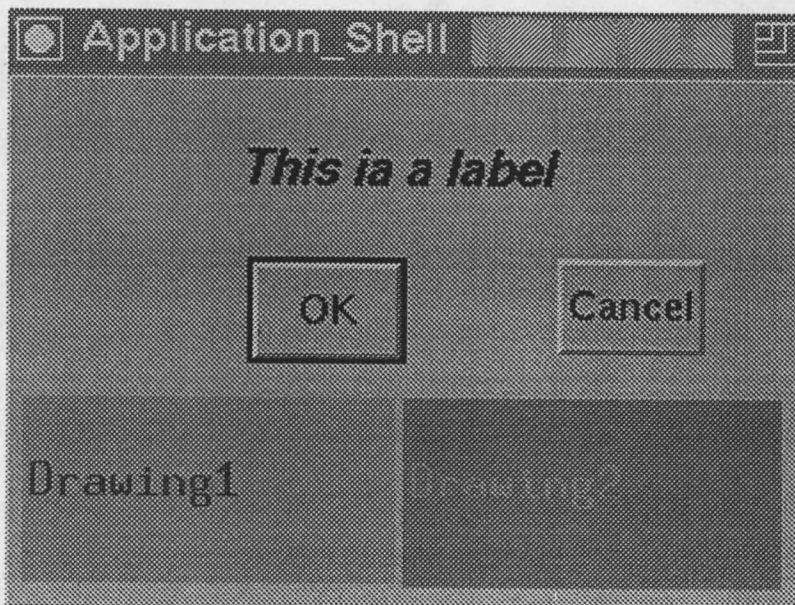 Application_Shell
This ia a label
OK Cancel
Drawing1 Drawing2